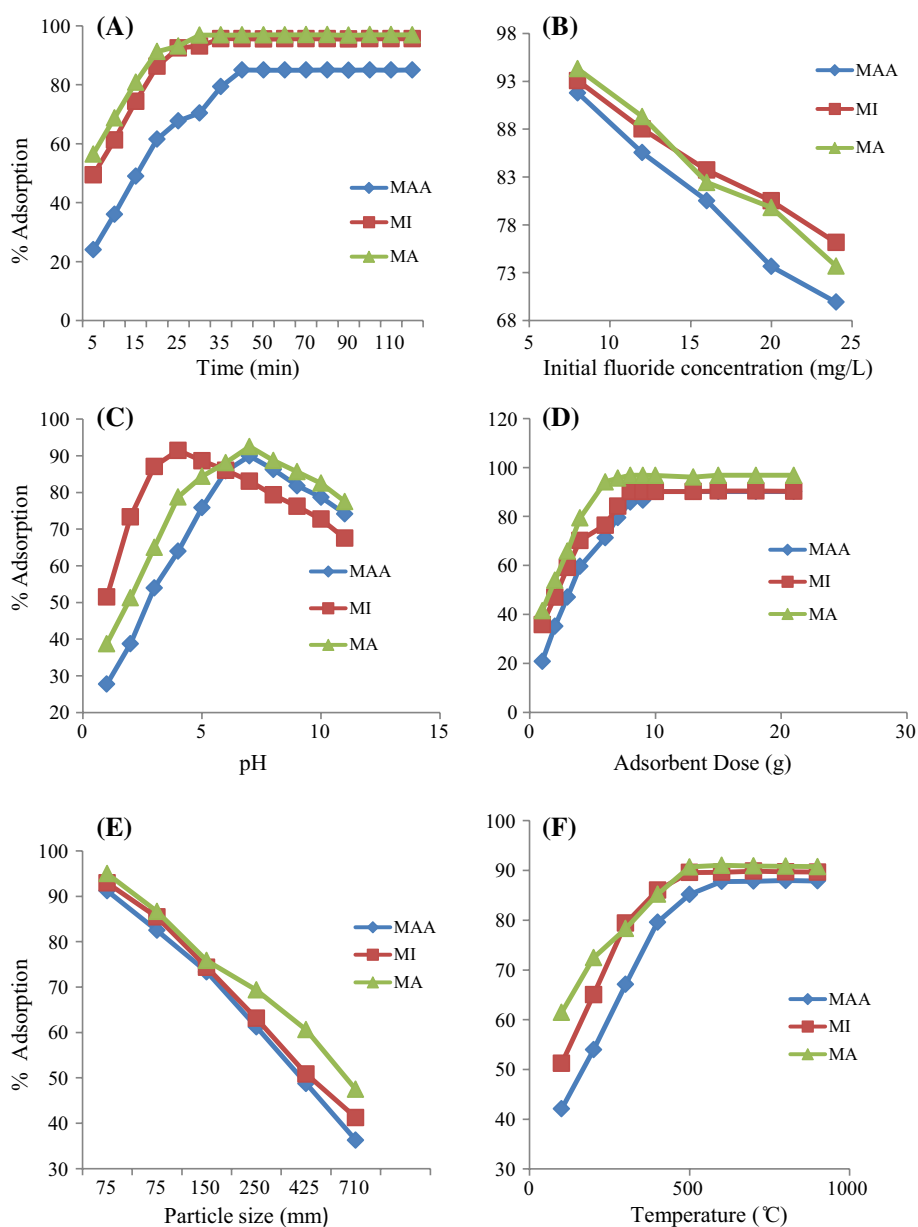 (A)
% Adsorption
100
80
60
40
20
0
5 15 25 35 50 70 90 110
Time (min)
MAA
MI
MA
(B)
98
93
88
83
78
73
68
5 10 15 20 25
Initial fluoride concentration (mg/L)
MAA
MI
MA
(C)
% Adsorption
100
90
80
70
60
50
40
30
20
0 5 10 15
pH
MAA
MI
MA
(D)
120
100
80
60
40
20
0
0 10 20 30
Adsorbent Dose (g)
MAA
MI
MA
(E)
% Adsorption
100
90
80
70
60
50
40
30
75 75 150 250 425 710
Particle size (mm)
MAA
MI
MA
(F)
100
90
80
70
60
50
40
30
0 500 1000
Temperature (℃)
MAA
MI
MA